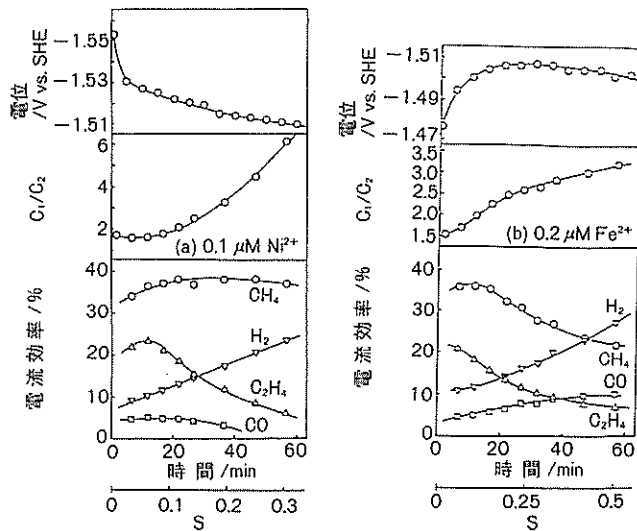 電位
/V vs. SHE
−1.55
−1.53
−1.51
C₁/C₂
6
4
2
(a) 0.1 μM Ni²⁺
電流効率/%
40
30
20
10
0
CH₄
H₂
C₂H₄
CO
0 20 40 60
時間/min
0 0.1 0.2 0.3
S
電位
/V vs. SHE
−1.51
−1.49
−1.47
C₁/C₂
3.5
3.0
2.5
2.0
1.5
(b) 0.2 μM Fe²⁺
電流効率/%
40
30
20
10
0
H₂
CH₄
CO
C₂H₄
0 20 40 60
時間/min
0 0.25 0.5
S